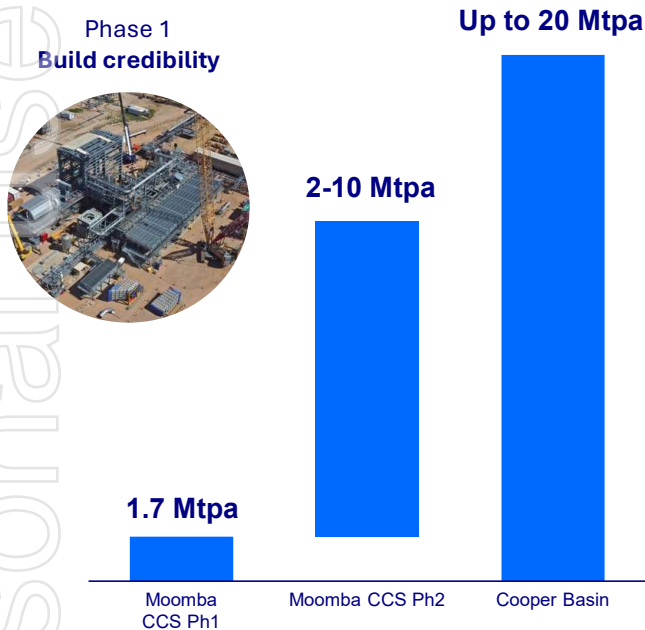 Phase 1
Build credibility
Up to 20 Mtpa
2-10 Mtpa
1.7 Mtpa
Moomba
CCS Ph1
Moomba CCS Ph2
Cooper Basin